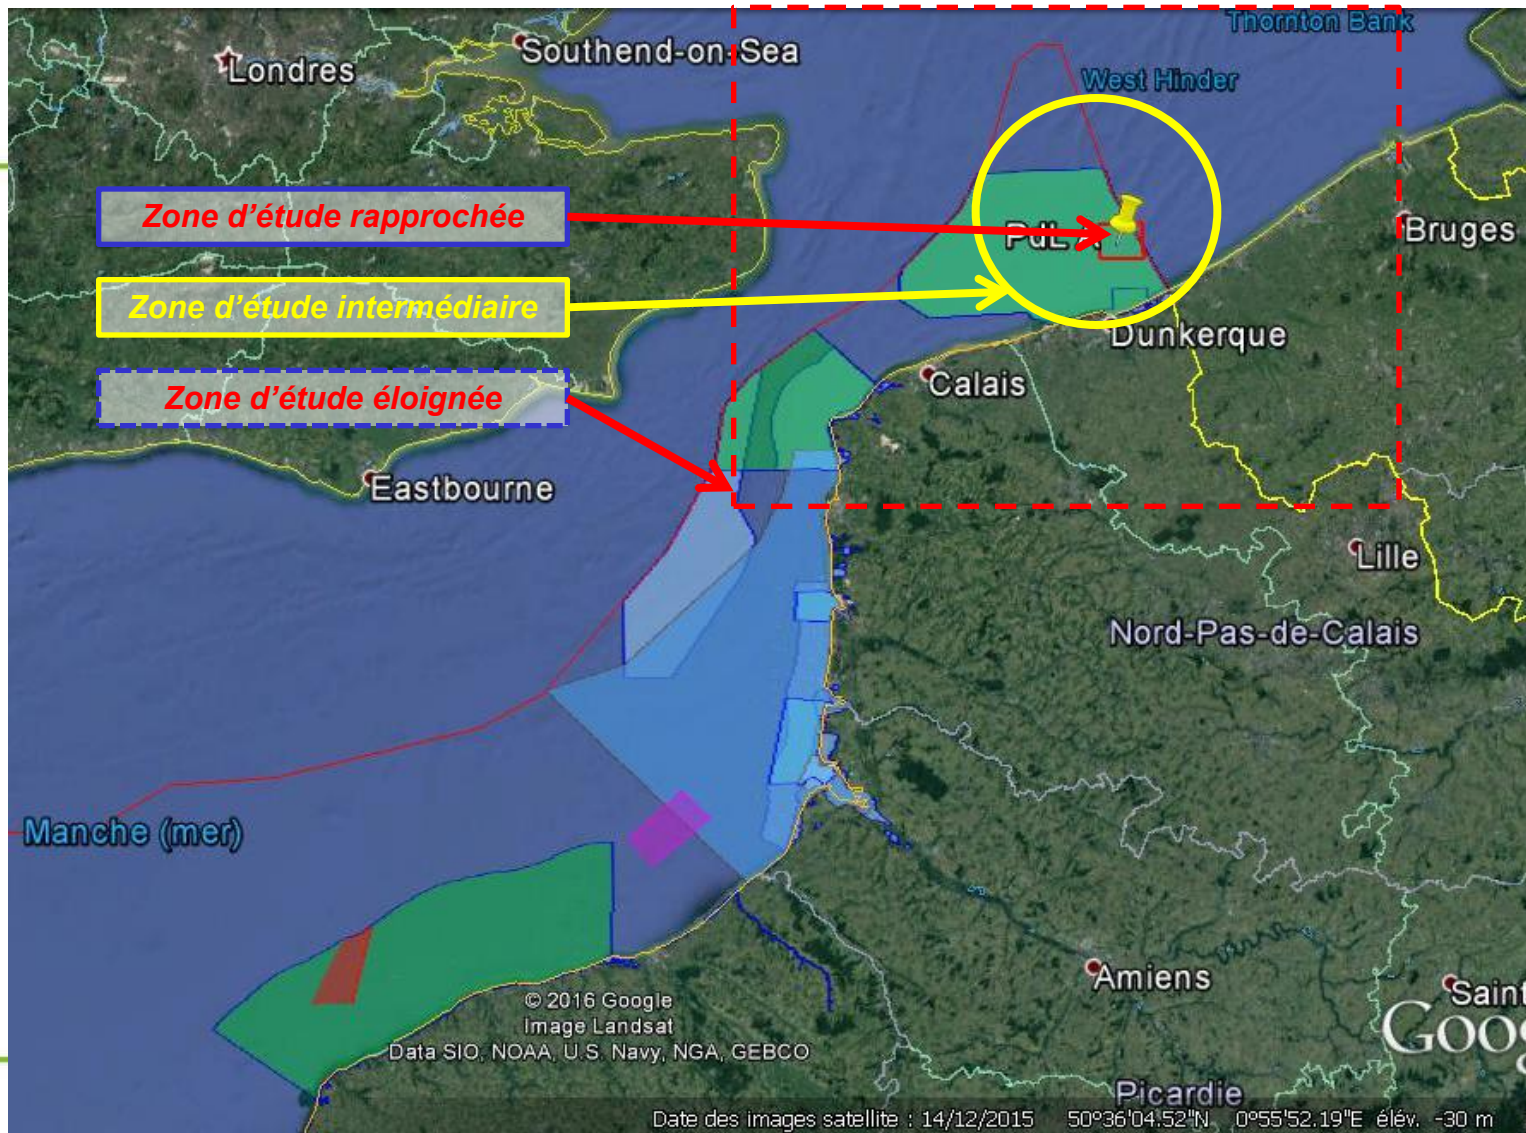 Thornton Bank
Londres
Southend-on-Sea
West Hinder
Zone d'étude rapprochée
PdL A
Bruges
Zone d'étude intermédiaire
Dunkerque
Zone d'étude éloignée
Calais
Eastbourne
Lille
Nord-Pas-de-Calais
Manche (mer)
Amiens
Saint
© 2016 Google
Image Landsat
Data SIO, NOAA, U.S. Navy, NGA, GEBCO
Goog
Picardie
Date des images satellite : 14/12/2015 50°36'04.52"N 0°55'52.19"E élév. -30 m